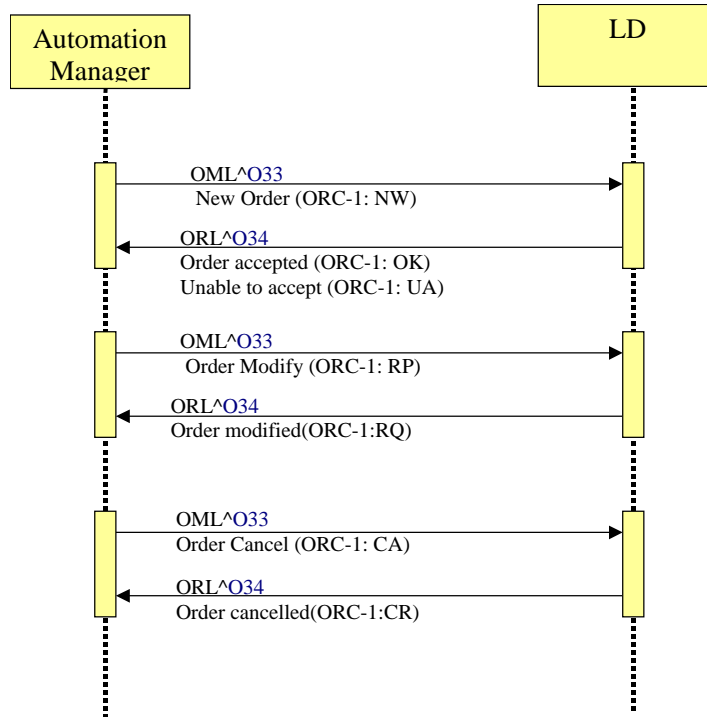 Automation
Manager
LD
OML^O33
New Order (ORC-1: NW)
ORL^O34
Order accepted (ORC-1: OK)
Unable to accept (ORC-1: UA)
OML^O33
Order Modify (ORC-1: RP)
ORL^O34
Order modified(ORC-1:RQ)
OML^O33
Order Cancel (ORC-1: CA)
ORL^O34
Order cancelled(ORC-1:CR)